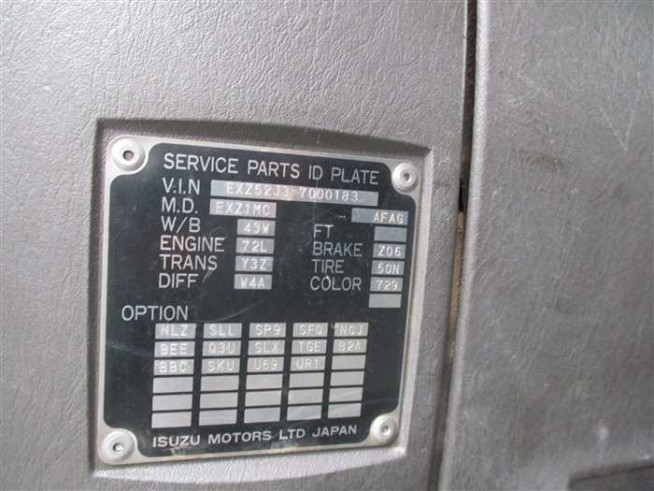 SERVICE PARTS ID PLATE
V.I.N EXZ52J3-7000183
M.D. EXZ1MC - AFAG
W/B 43W FT
ENGINE 72L BRAKE Z06
TRANS Y3Z TIRE 50N
DIFF W4A COLOR 729
OPTION
NLZ SLL SP9 SFQ NQJ
BEE Q3U SLX TGE B2A
BBC SKU U69 UR1
ISUZU MOTORS LTD JAPAN